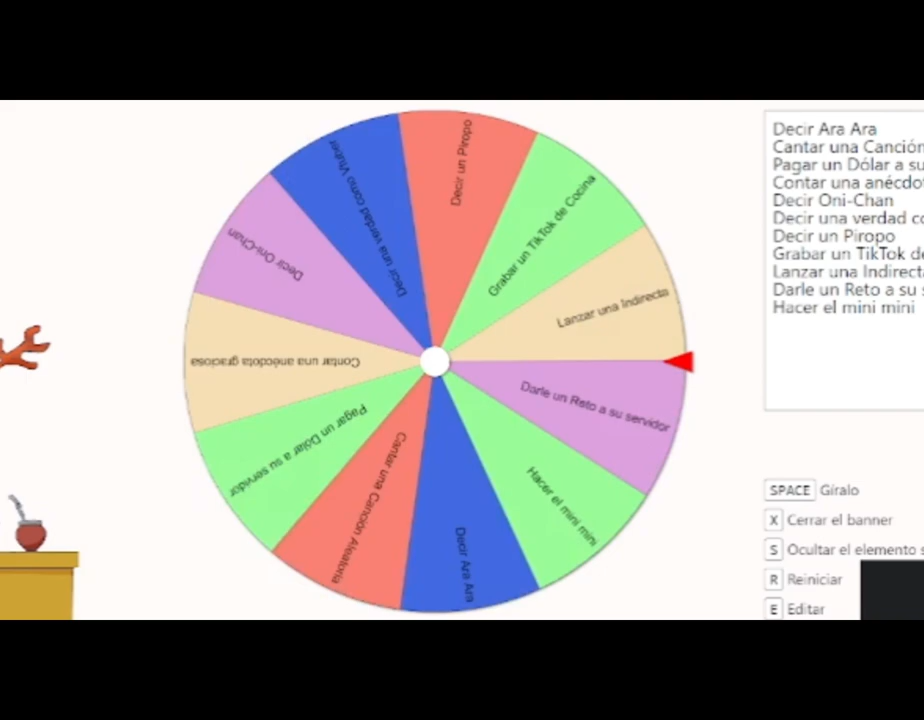 Decir un Piropo
Grabar un TikTok de Cocina
Lanzar una Indirecta
Darle un Reto a su servidor
Hacer el mini mini
Decir Ara Ara
Cantar una Canción Aleatoria
Pagar un Dólar a su servidor
Contar una anécdota graciosa
Decir Oni-Chan
Decir una verdad como Vtuber
Decir Ara Ara
Cantar una Canción
Pagar un Dólar a su
Contar una anécdot
Decir Oni-Chan
Decir una verdad co
Decir un Piropo
Grabar un TikTok de
Lanzar una Indirecta
Darle un Reto a su s
Hacer el mini mini
SPACE Gíralo
X Cerrar el banner
S Ocultar el elemento s
R Reiniciar
E Editar